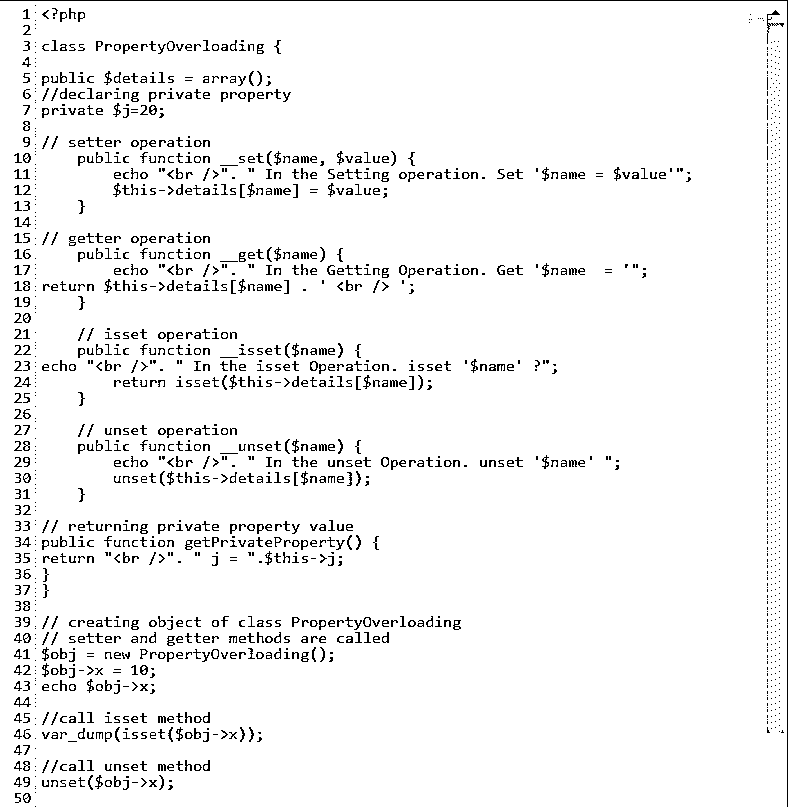 1 <?php
2
3 class PropertyOverloading {
4
5 public $details = array();
6 //declaring private property
7 private $j=20;
8
9 // setter operation
10     public function __set($name, $value) {
11         echo "<br />". " In the Setting operation. Set '$name = $value'";
12         $this->details[$name] = $value;
13     }
14
15 // getter operation
16     public function __get($name) {
17         echo "<br />". " In the Getting Operation. Get '$name  = '";
18 return $this->details[$name] . ' <br /> ';
19     }
20
21     // isset operation
22     public function __isset($name) {
23 echo "<br />". " In the isset Operation. isset '$name' ?";
24         return isset($this->details[$name]);
25     }
26
27     // unset operation
28     public function __unset($name) {
29         echo "<br />". " In the unset Operation. unset '$name' ";
30         unset($this->details[$name]);
31     }
32
33 // returning private property value
34 public function getPrivateProperty() {
35 return "<br />". " j = ".$this->j;
36 }
37 }
38
39 // creating object of class PropertyOverloading
40 // setter and getter methods are called
41 $obj = new PropertyOverloading();
42 $obj->x = 10;
43 echo $obj->x;
44
45 //call isset method
46 var_dump(isset($obj->x));
47
48 //call unset method
49 unset($obj->x);
50